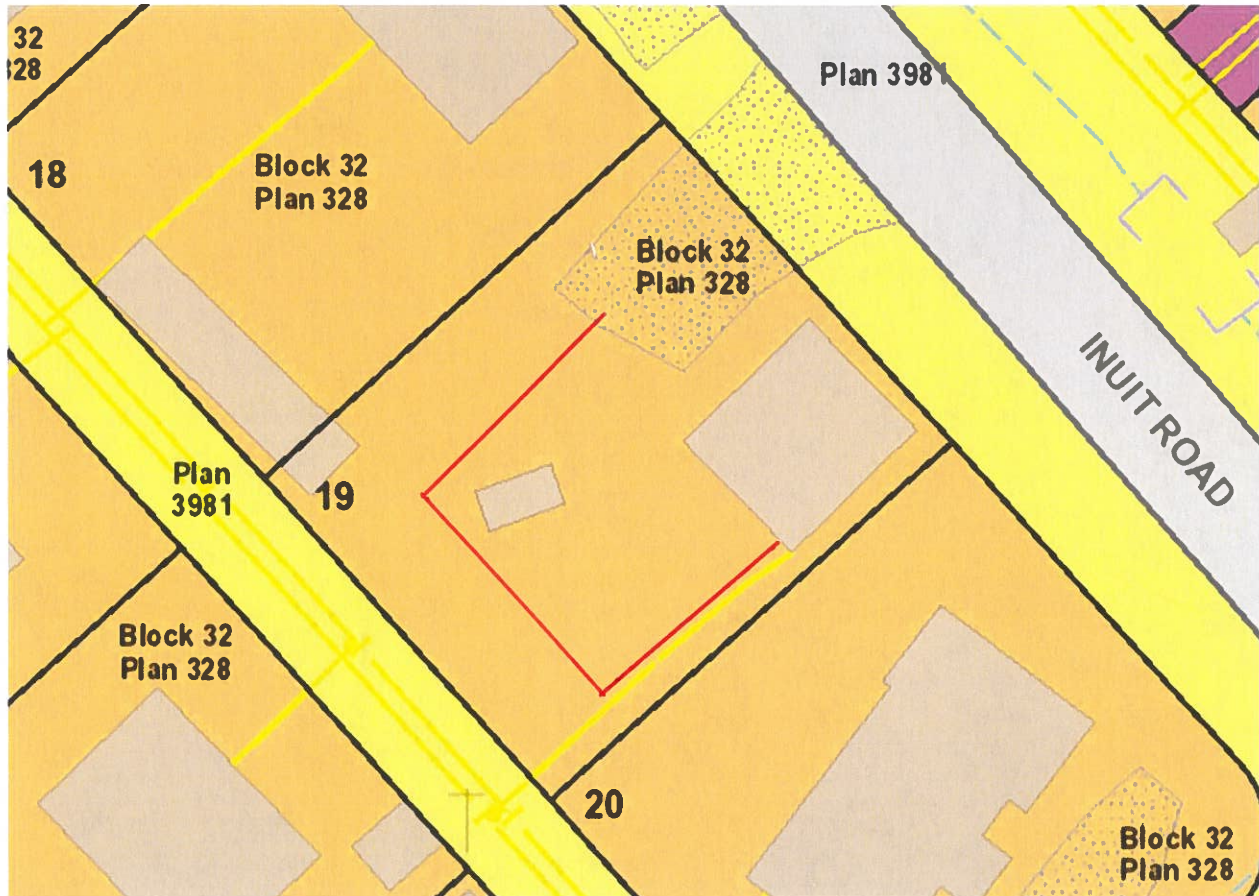 32
328
Plan 3981
18
Block 32
Plan 328
Block 32
Plan 328
INUIT ROAD
Plan
3981
19
Block 32
Plan 328
20
Block 32
Plan 328